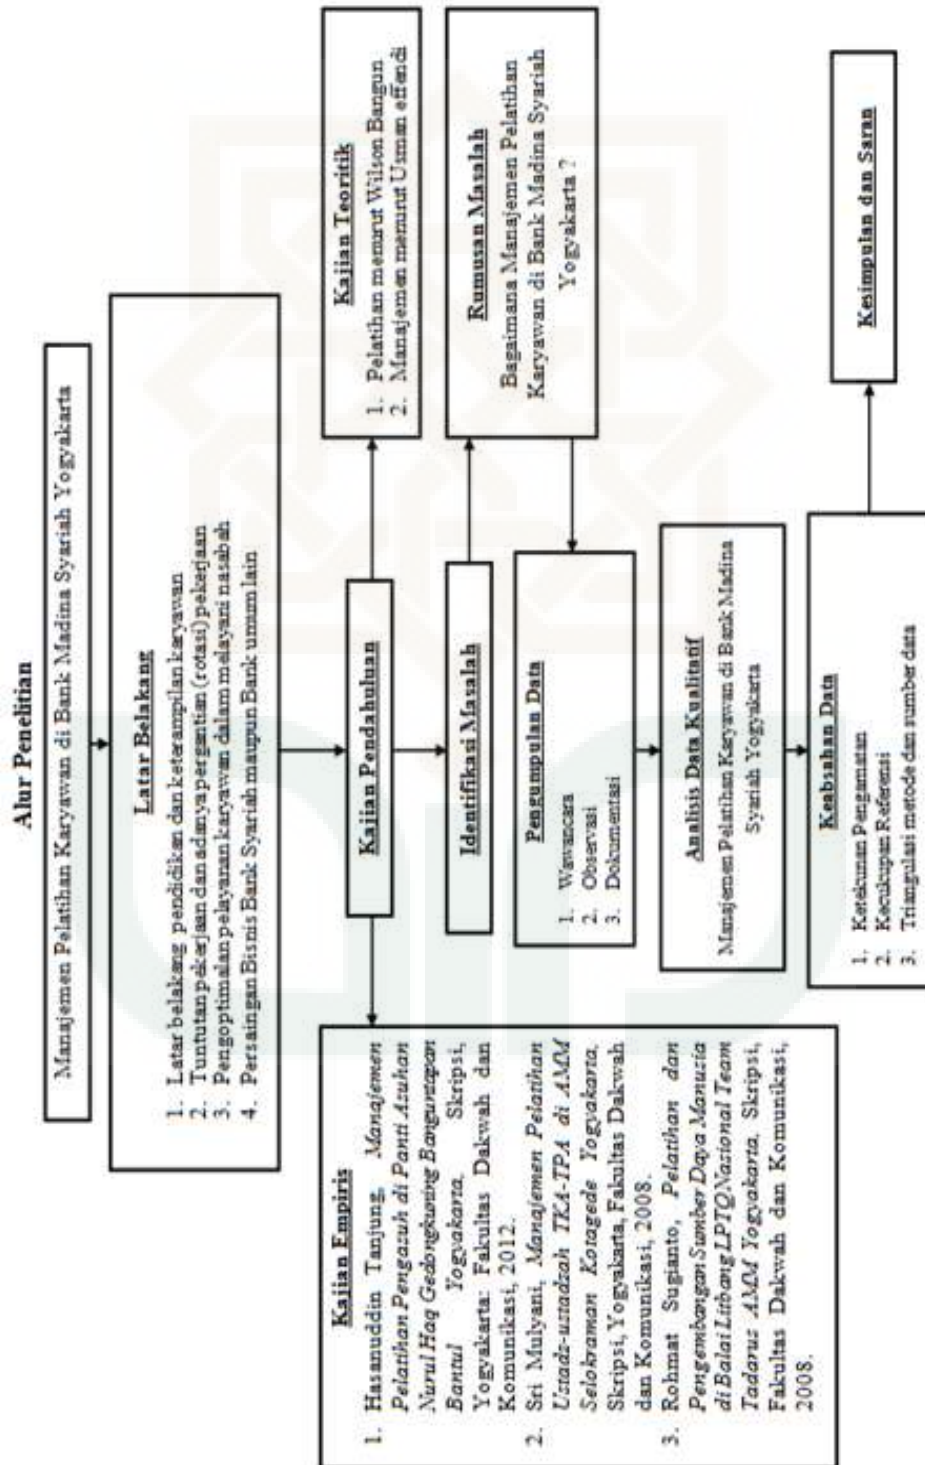 Alur Penelitian
Manajemen Pelatihan Karyawan di Bank Madina Syariah Yogyakarta
Latar Belakang
1. Latar belakang pendidikan dan keterampilan karyawan
2. Tuntutan pekerjaan dan adanya pergantian (rotasi) pekerjaan
3. Pengoptimalan pelayanan karyawan dalam melayani nasabah
4. Persaingan Bisnis Bank Syariah maupun Bank umum lain
Kajian Empiris
1. Hasanuddin Tanjung, Manajemen
Pelatihan Pengasuh di Panti Asuhan
Nurul Haq Gedongkuning Banguntapan
Bantul Yogyakarta, Skripsi,
Yogyakarta: Fakultas Dakwah dan
Komunikasi, 2012.
2. Sri Mulyani, Manajemen Pelatihan
Ustadz-ustadzah TKA-TPA di AMM
Selokraman Kotagede Yogyakarta,
Skripsi, Yogyakarta, Fakultas Dakwah
dan Komunikasi, 2008.
3. Rohmat Sugianto, Pelatihan dan
Pengembangan Sumber Daya Manusia
di Balai Litbang LPTQ Nasional Team
Tadarus AMM Yogyakarta, Skripsi,
Fakultas Dakwah dan Komunikasi,
2008.
Kajian Pendahuluan
Kajian Teoritik
1. Pelatihan menurut Wilson Bangun
2. Manajemen menurut Usman effendi
Identifikasi Masalah
Rumusan Masalah
Bagaimana Manajemen Pelatihan
Karyawan di Bank Madina Syariah
Yogyakarta ?
Pengumpulan Data
1. Wawancara
2. Observasi
3. Dokumentasi
Analisis Data Kualitatif
Manajemen Pelatihan Karyawan di Bank Madina
Syariah Yogyakarta
Keabsahan Data
1. Ketekunan Pengamatan
2. Kecukupan Referensi
3. Triangulasi metode dan sumber data
Kesimpulan dan Saran